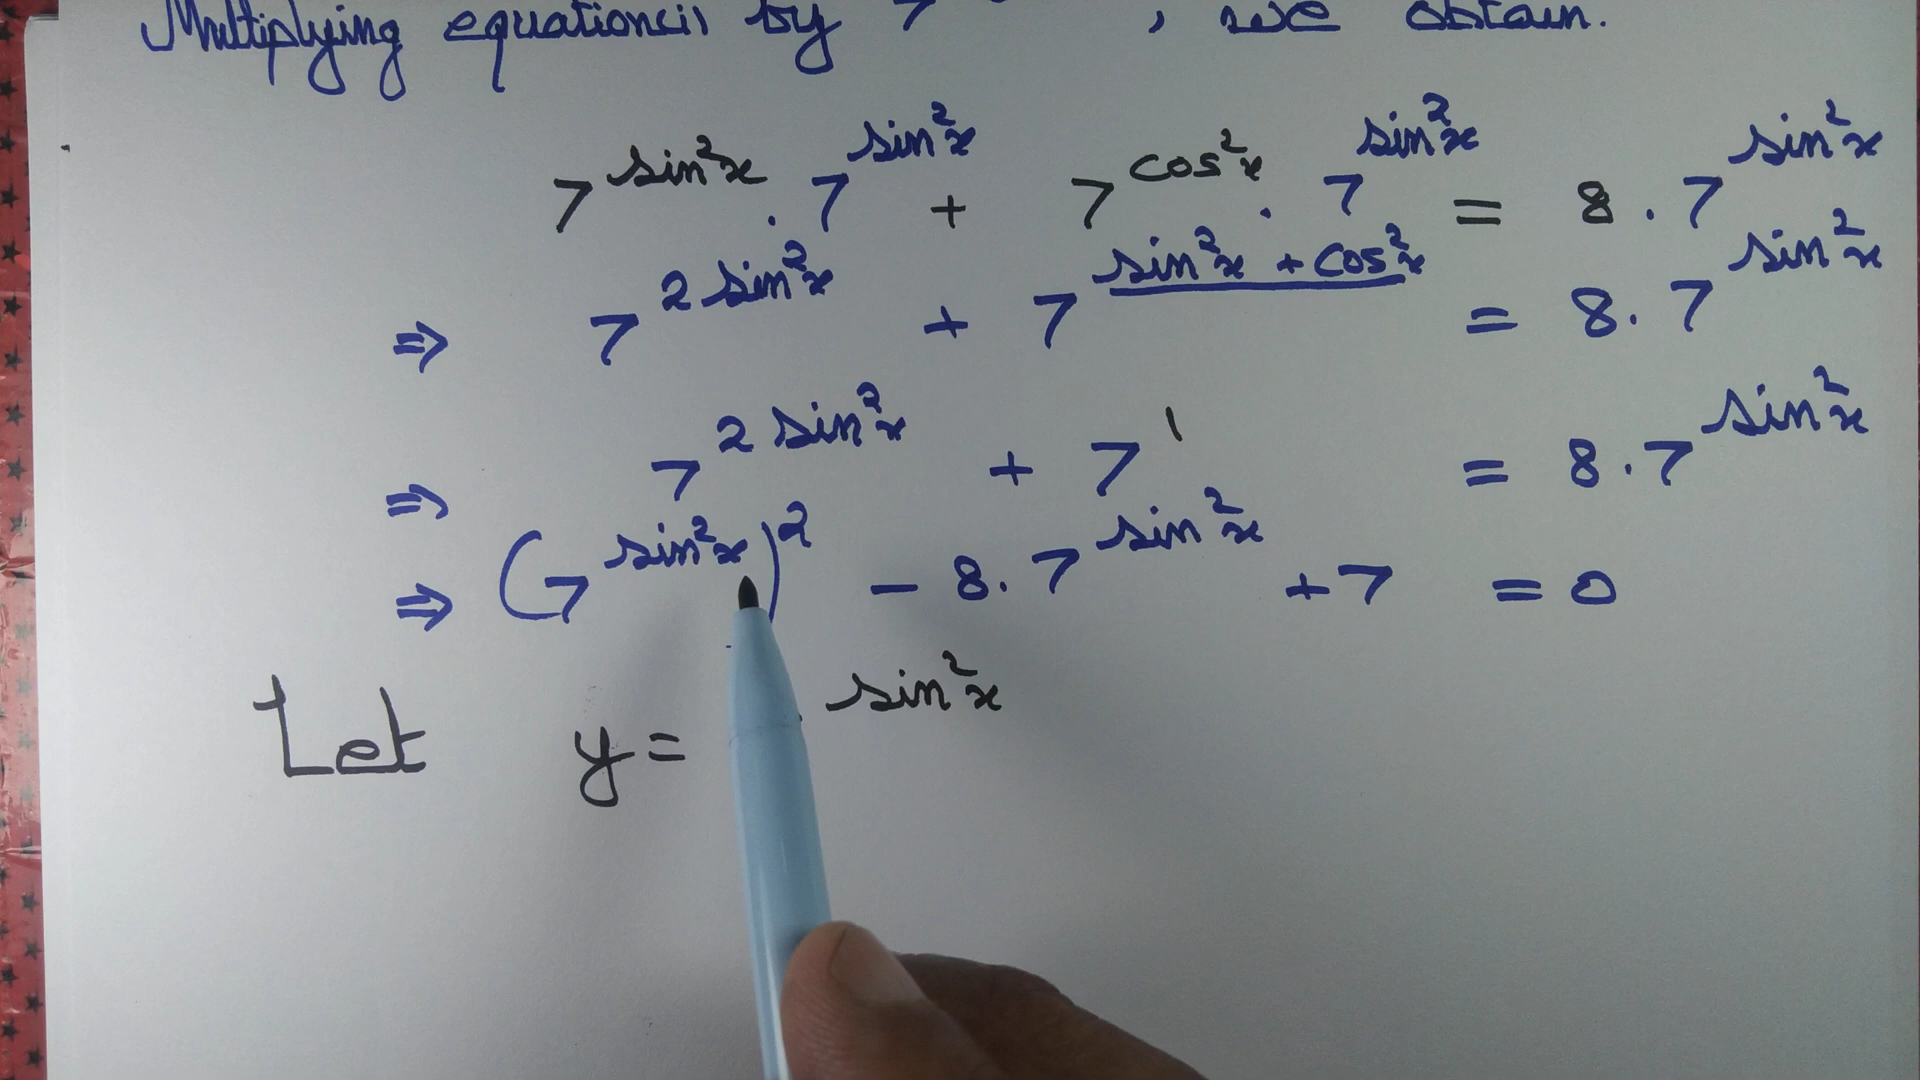 Multiplying equation(i) by 7 , we obtain.
7^sin²x . 7^sin²x + 7^cos²x . 7^sin²x = 8 . 7^sin²x
⇒ 7^2 sin²x + 7^sin²x + cos²x = 8 . 7^sin²x
⇒ 7^2 sin²x + 7^1 = 8 . 7^sin²x
⇒ (7^sin²x)^2 - 8 . 7^sin²x + 7 = 0
Let y = sin²x